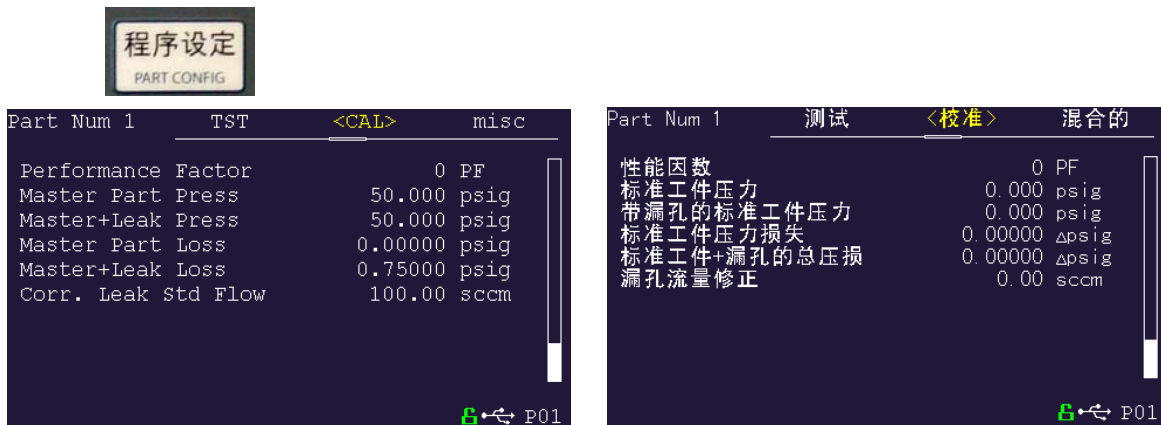 程序设定
PART CONFIG
Part Num 1 TST <CAL> misc
Performance Factor 0 PF
Master Part Press 50.000 psig
Master+Leak Press 50.000 psig
Master Part Loss 0.00000 psig
Master+Leak Loss 0.75000 psig
Corr. Leak Std Flow 100.00 sccm
P01
Part Num 1 测试 <校准> 混合的
性能因数 0 PF
标准工件压力 0.000 psig
带漏孔的标准工件压力 0.000 psig
标准工件压力损失 0.00000 Δpsig
标准工件+漏孔的总压损 0.00000 Δpsig
漏孔流量修正 0.00 sccm
P01